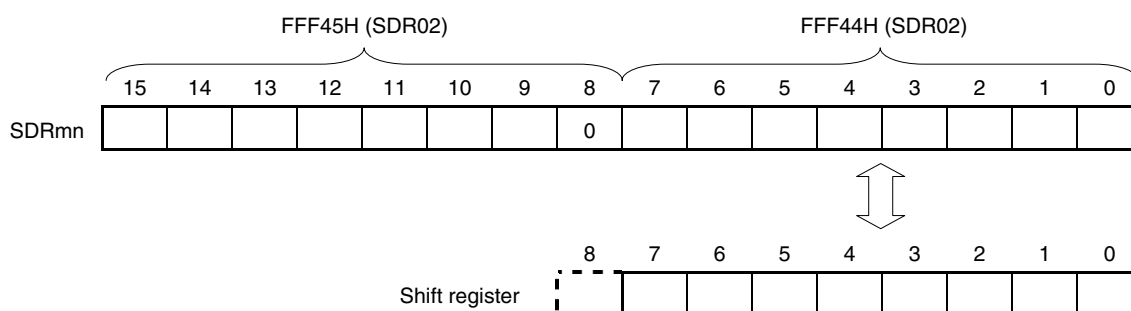 FFF45H (SDR02) FFF44H (SDR02)
15 14 13 12 11 10 9 8 7 6 5 4 3 2 1 0
SDRmn 0
8 7 6 5 4 3 2 1 0
Shift register